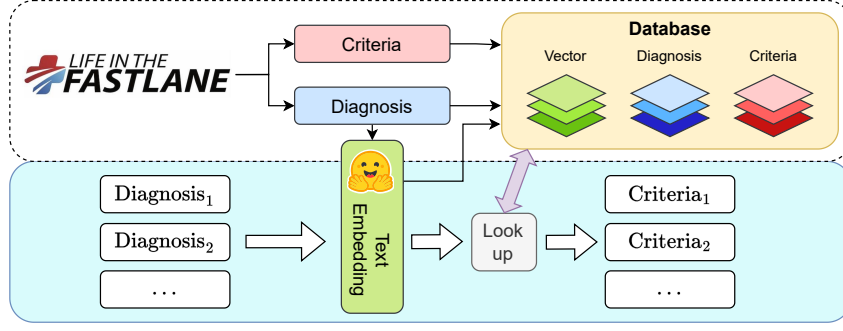 LIFE IN THE
FASTLANE
Criteria
Diagnosis
Database
Vector
Diagnosis
Criteria
Diagnosis₁
Diagnosis₂
...
Text
Embedding
Look
up
Criteria₁
Criteria₂
...